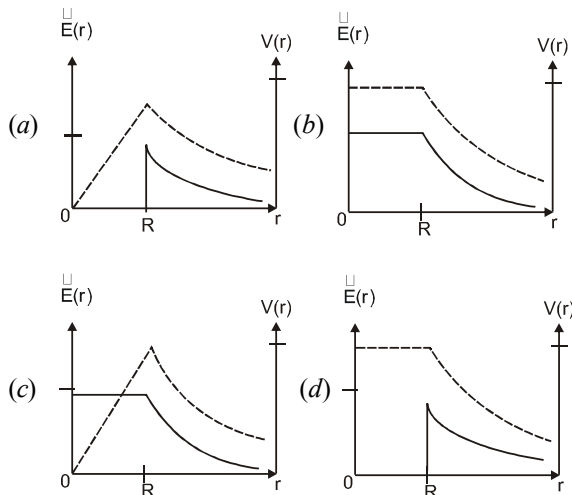 E(r) V(r) E(r) V(r)
(a) (b)
0 R r 0 R r
E(r) V(r) E(r) V(r)
(c) (d)
0 R r 0 R r